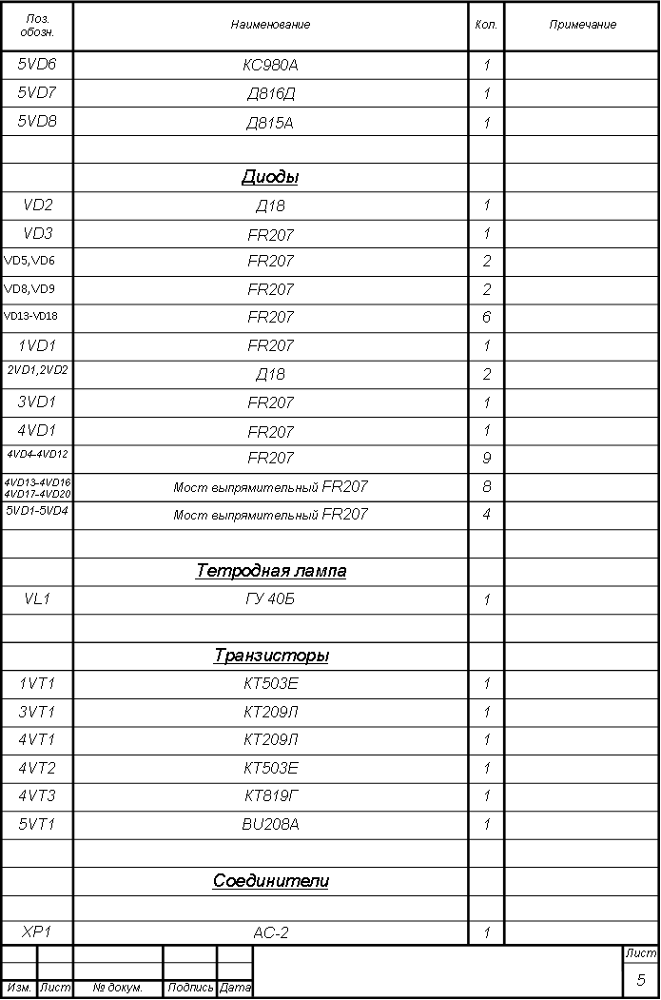 Поз. обозн. Наименование Кол. Примечание
5VD6 КС980А 1
5VD7 Д816Д 1
5VD8 Д815А 1
Диоды
VD2 Д18 1
VD3 FR207 1
VD5,VD6 FR207 2
VD8,VD9 FR207 2
VD13-VD18 FR207 6
1VD1 FR207 1
2VD1,2VD2 Д18 2
3VD1 FR207 1
4VD1 FR207 1
4VD4-4VD12 FR207 9
4VD13-4VD16
4VD17-4VD20 Мост выпрямительный FR207 8
5VD1-5VD4 Мост выпрямительный FR207 4
Тетродная лампа
VL1 ГУ 40Б 1
Транзисторы
1VT1 КТ503Е 1
3VT1 КТ209Л 1
4VT1 КТ209Л 1
4VT2 КТ503Е 1
4VT3 КТ819Г 1
5VT1 BU208A 1
Соединители
XP1 АС-2 1
Лист
5
Изм. Лист № докум. Подпись Дата